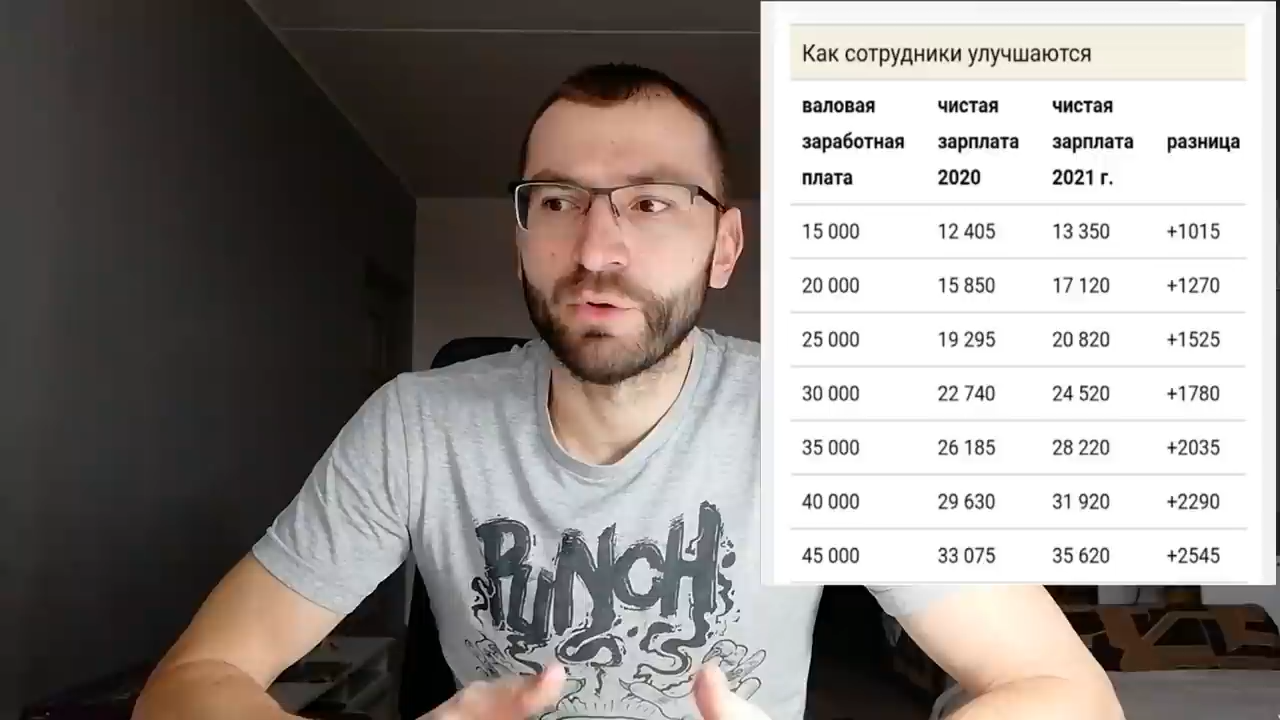 Как сотрудники улучшаются
валовая заработная плата чистая зарплата 2020 чистая зарплата 2021 г. разница
15 000 12 405 13 350 +1015
20 000 15 850 17 120 +1270
25 000 19 295 20 820 +1525
30 000 22 740 24 520 +1780
35 000 26 185 28 220 +2035
40 000 29 630 31 920 +2290
45 000 33 075 35 620 +2545
PUNCH